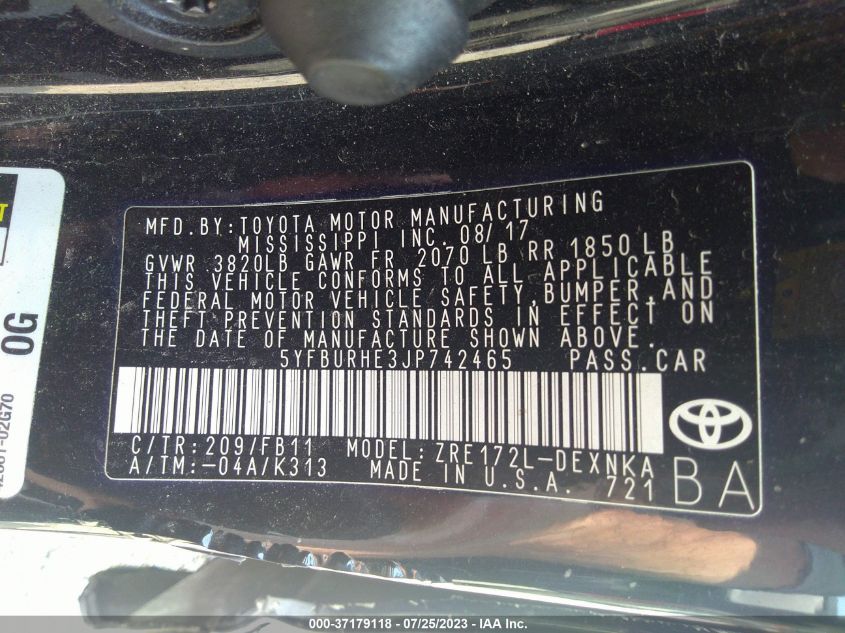 MFD. BY: TOYOTA MOTOR MANUFACTURING
MISSISSIPPI INC. 08/17
GVWR 3820LB GAWR FR 2070 LB RR 1850 LB
THIS VEHICLE CONFORMS TO ALL APPLICABLE
FEDERAL MOTOR VEHICLE SAFETY, BUMPER, AND
THEFT PREVENTION STANDARDS IN EFFECT ON
THE DATE OF MANUFACTURE SHOWN ABOVE.
5YFBURHE3JP742465 PASS.CAR
C/TR: 209/FB11 MODEL: ZRE172L-DEXNKA
A/TM: -04A/K313 MADE IN U.S.A. 721
BA
0G
-02G70
000-37179118 - 07/25/2023 - IAA Inc.